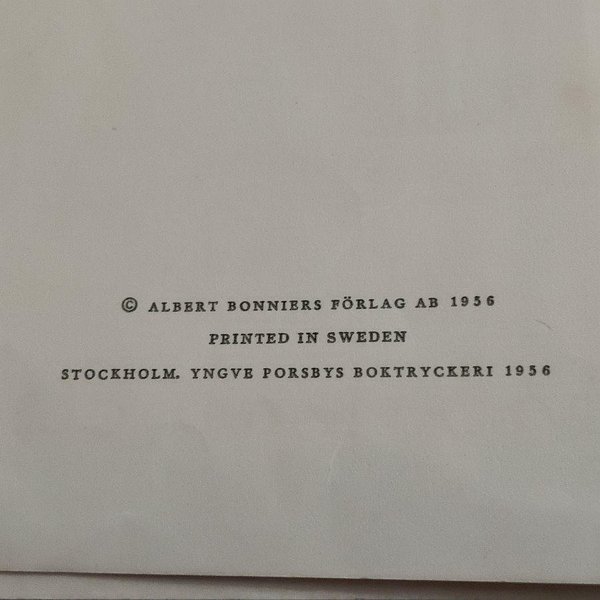 © ALBERT BONNIERS FÖRLAG AB 1956
PRINTED IN SWEDEN
STOCKHOLM. YNGVE PORSBYS BOKTRYCKERI 1956